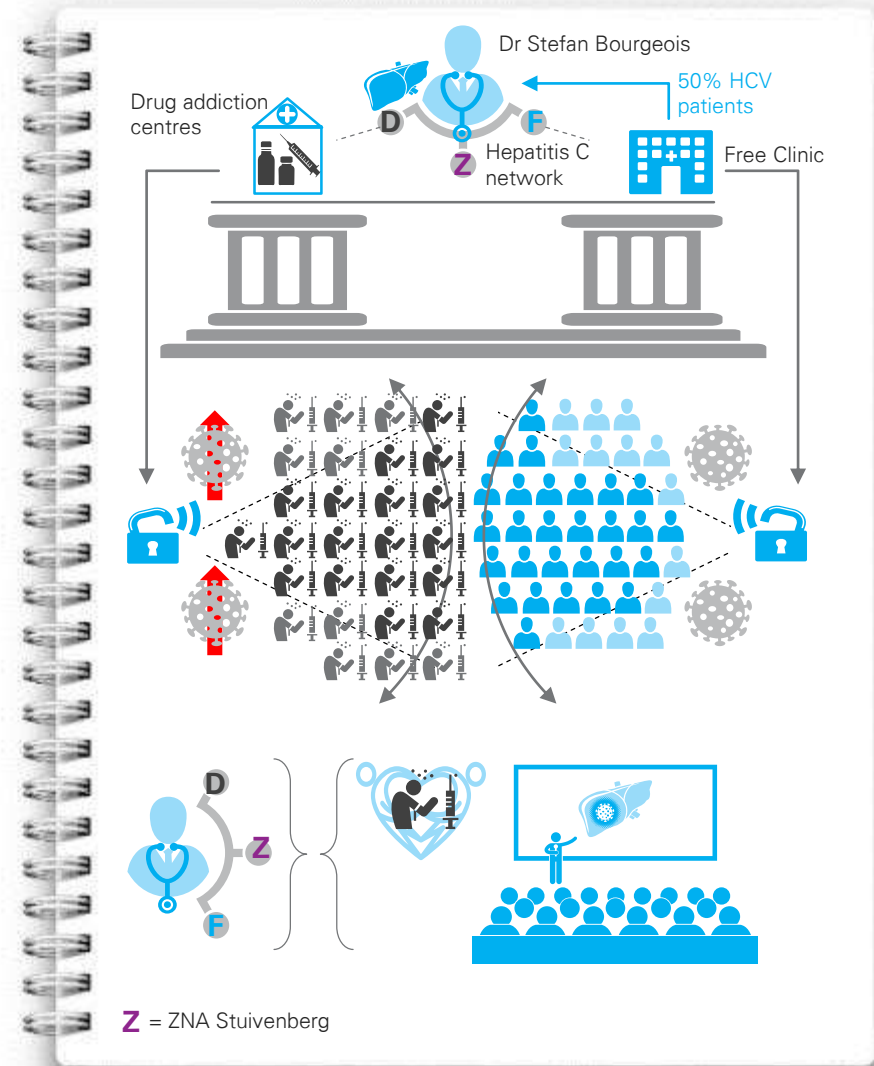 Dr Stefan Bourgeois
50% HCV
patients
Drug addiction
centres
D
F
Z
Hepatitis C
network
Free Clinic
D
Z
F
Z = ZNA Stuivenberg